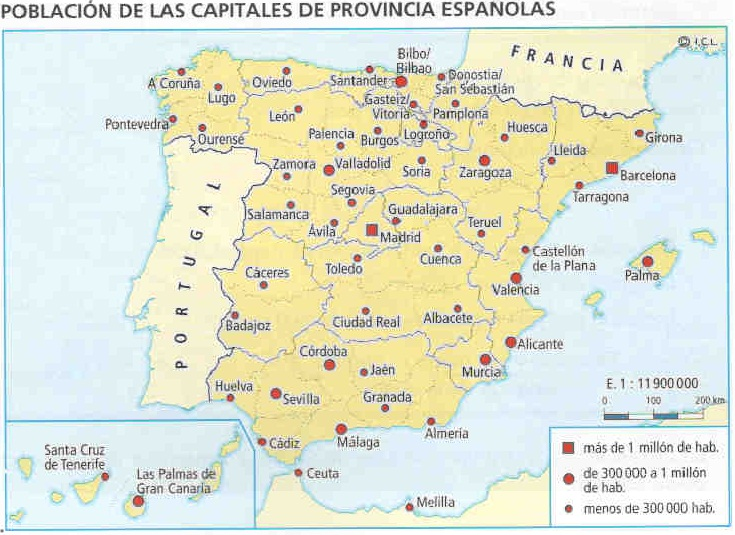 POBLACIÓN DE LAS CAPITALES DE PROVINCIA ESPAÑOLAS
FRANCIA
© I.C.L.
Bilbo/
Bilbao
A Coruña
Oviedo
Santander
Donostia/
San Sebastián
Lugo
Gasteiz/
Vitoria
Pamplona
León
Pontevedra
Ourense
Palencia
Burgos
Logroño
Huesca
Girona
Lleida
Zamora
Valladolid
Soria
Zaragoza
Barcelona
Tarragona
Segovia
Salamanca
Guadalajara
Ávila
Madrid
Teruel
PORTUGAL
Castellón
de la Plana
Cáceres
Toledo
Cuenca
Palma
Valencia
Badajoz
Ciudad Real
Albacete
Alicante
Córdoba
Jaén
Murcia
Huelva
Sevilla
Granada
E. 1 : 11 900 000
0 100 200 km
Almería
Cádiz
Málaga
Santa Cruz
de Tenerife
Las Palmas de
Gran Canaria
Ceuta
Melilla
más de 1 millón de hab.
de 300 000 a 1 millón
de hab.
menos de 300 000 hab.